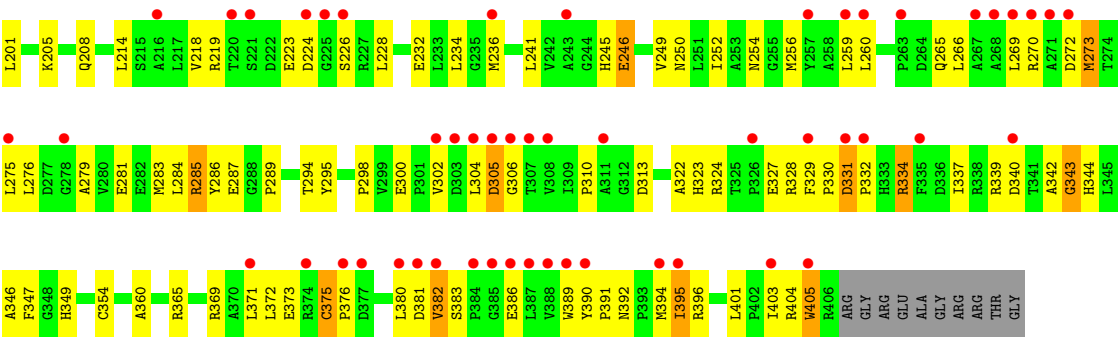 L201 K205 Q208 L214 S215 A216 L217 V218 R219 T220 S221 D222 E223 D224 G225 S226 R227 L228 E232 L233 L234 G235 M236 L241 V242 A243 G244 H245 E246 V249 N250 L251 I252 A253 N254 G255 M256 Y257 A258 L259 L260 P263 D264 Q265 L266 A267 A268 L269 R270 A271 D272 M273 T274
L275 L276 D277 G278 A279 V280 E281 E282 M283 L284 R285 Y286 E287 G288 P289 T294 Y295 P298 V299 E300 P301 V302 D303 L304 D305 G306 T307 V308 I309 P310 A311 G312 D313 A322 H323 R324 T325 P326 E327 R328 F329 P330 D331 P332 H333 R334 F335 D336 I337 R338 R339 D340 T341 A342 G343 H344 L345
A346 F347 G348 H349 C354 A360 R365 R369 A370 L371 L372 E373 R374 C375 P376 D377 L380 D381 V382 S383 P384 G385 E386 L387 V388 W389 Y390 P391 N392 P393 M394 I395 R396 L401 P402 I403 R404 W405 R406 ARG GLY ARG GLU ALA GLY ARG ARG THR GLY